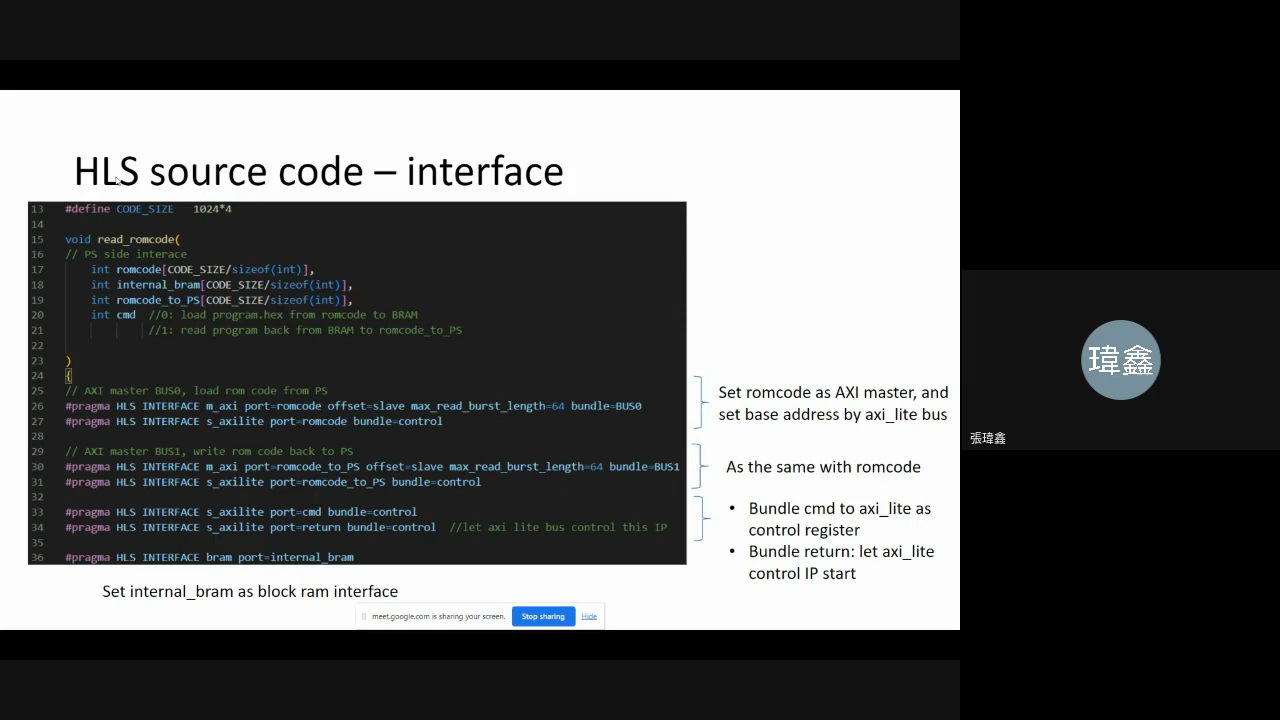 HLS source code – interface
13 #define CODE_SIZE 1024*4
14
15 void read_romcode(
16 // PS side interace
17 int romcode[CODE_SIZE/sizeof(int)],
18 int internal_bram[CODE_SIZE/sizeof(int)],
19 int romcode_to_PS[CODE_SIZE/sizeof(int)],
20 int cmd //0: load program.hex from romcode to BRAM
21 //1: read program back from BRAM to romcode_to_PS
22
23 )
24 {
25 // AXI master BUS0, load rom code from PS
26 #pragma HLS INTERFACE m_axi port=romcode offset=slave max_read_burst_length=64 bundle=BUS0
27 #pragma HLS INTERFACE s_axilite port=romcode bundle=control
28
29 // AXI master BUS1, write rom code back to PS
30 #pragma HLS INTERFACE m_axi port=romcode_to_PS offset=slave max_read_burst_length=64 bundle=BUS1
31 #pragma HLS INTERFACE s_axilite port=romcode_to_PS bundle=control
32
33 #pragma HLS INTERFACE s_axilite port=cmd bundle=control
34 #pragma HLS INTERFACE s_axilite port=return bundle=control //let axi lite bus control this IP
35
36 #pragma HLS INTERFACE bram port=internal_bram
Set romcode as AXI master, and
set base address by axi_lite bus
As the same with romcode
• Bundle cmd to axi_lite as
control register
• Bundle return: let axi_lite
control IP start
Set internal_bram as block ram interface
meet.google.com is sharing your screen. Stop sharing Hide
瑋鑫
張瑋鑫